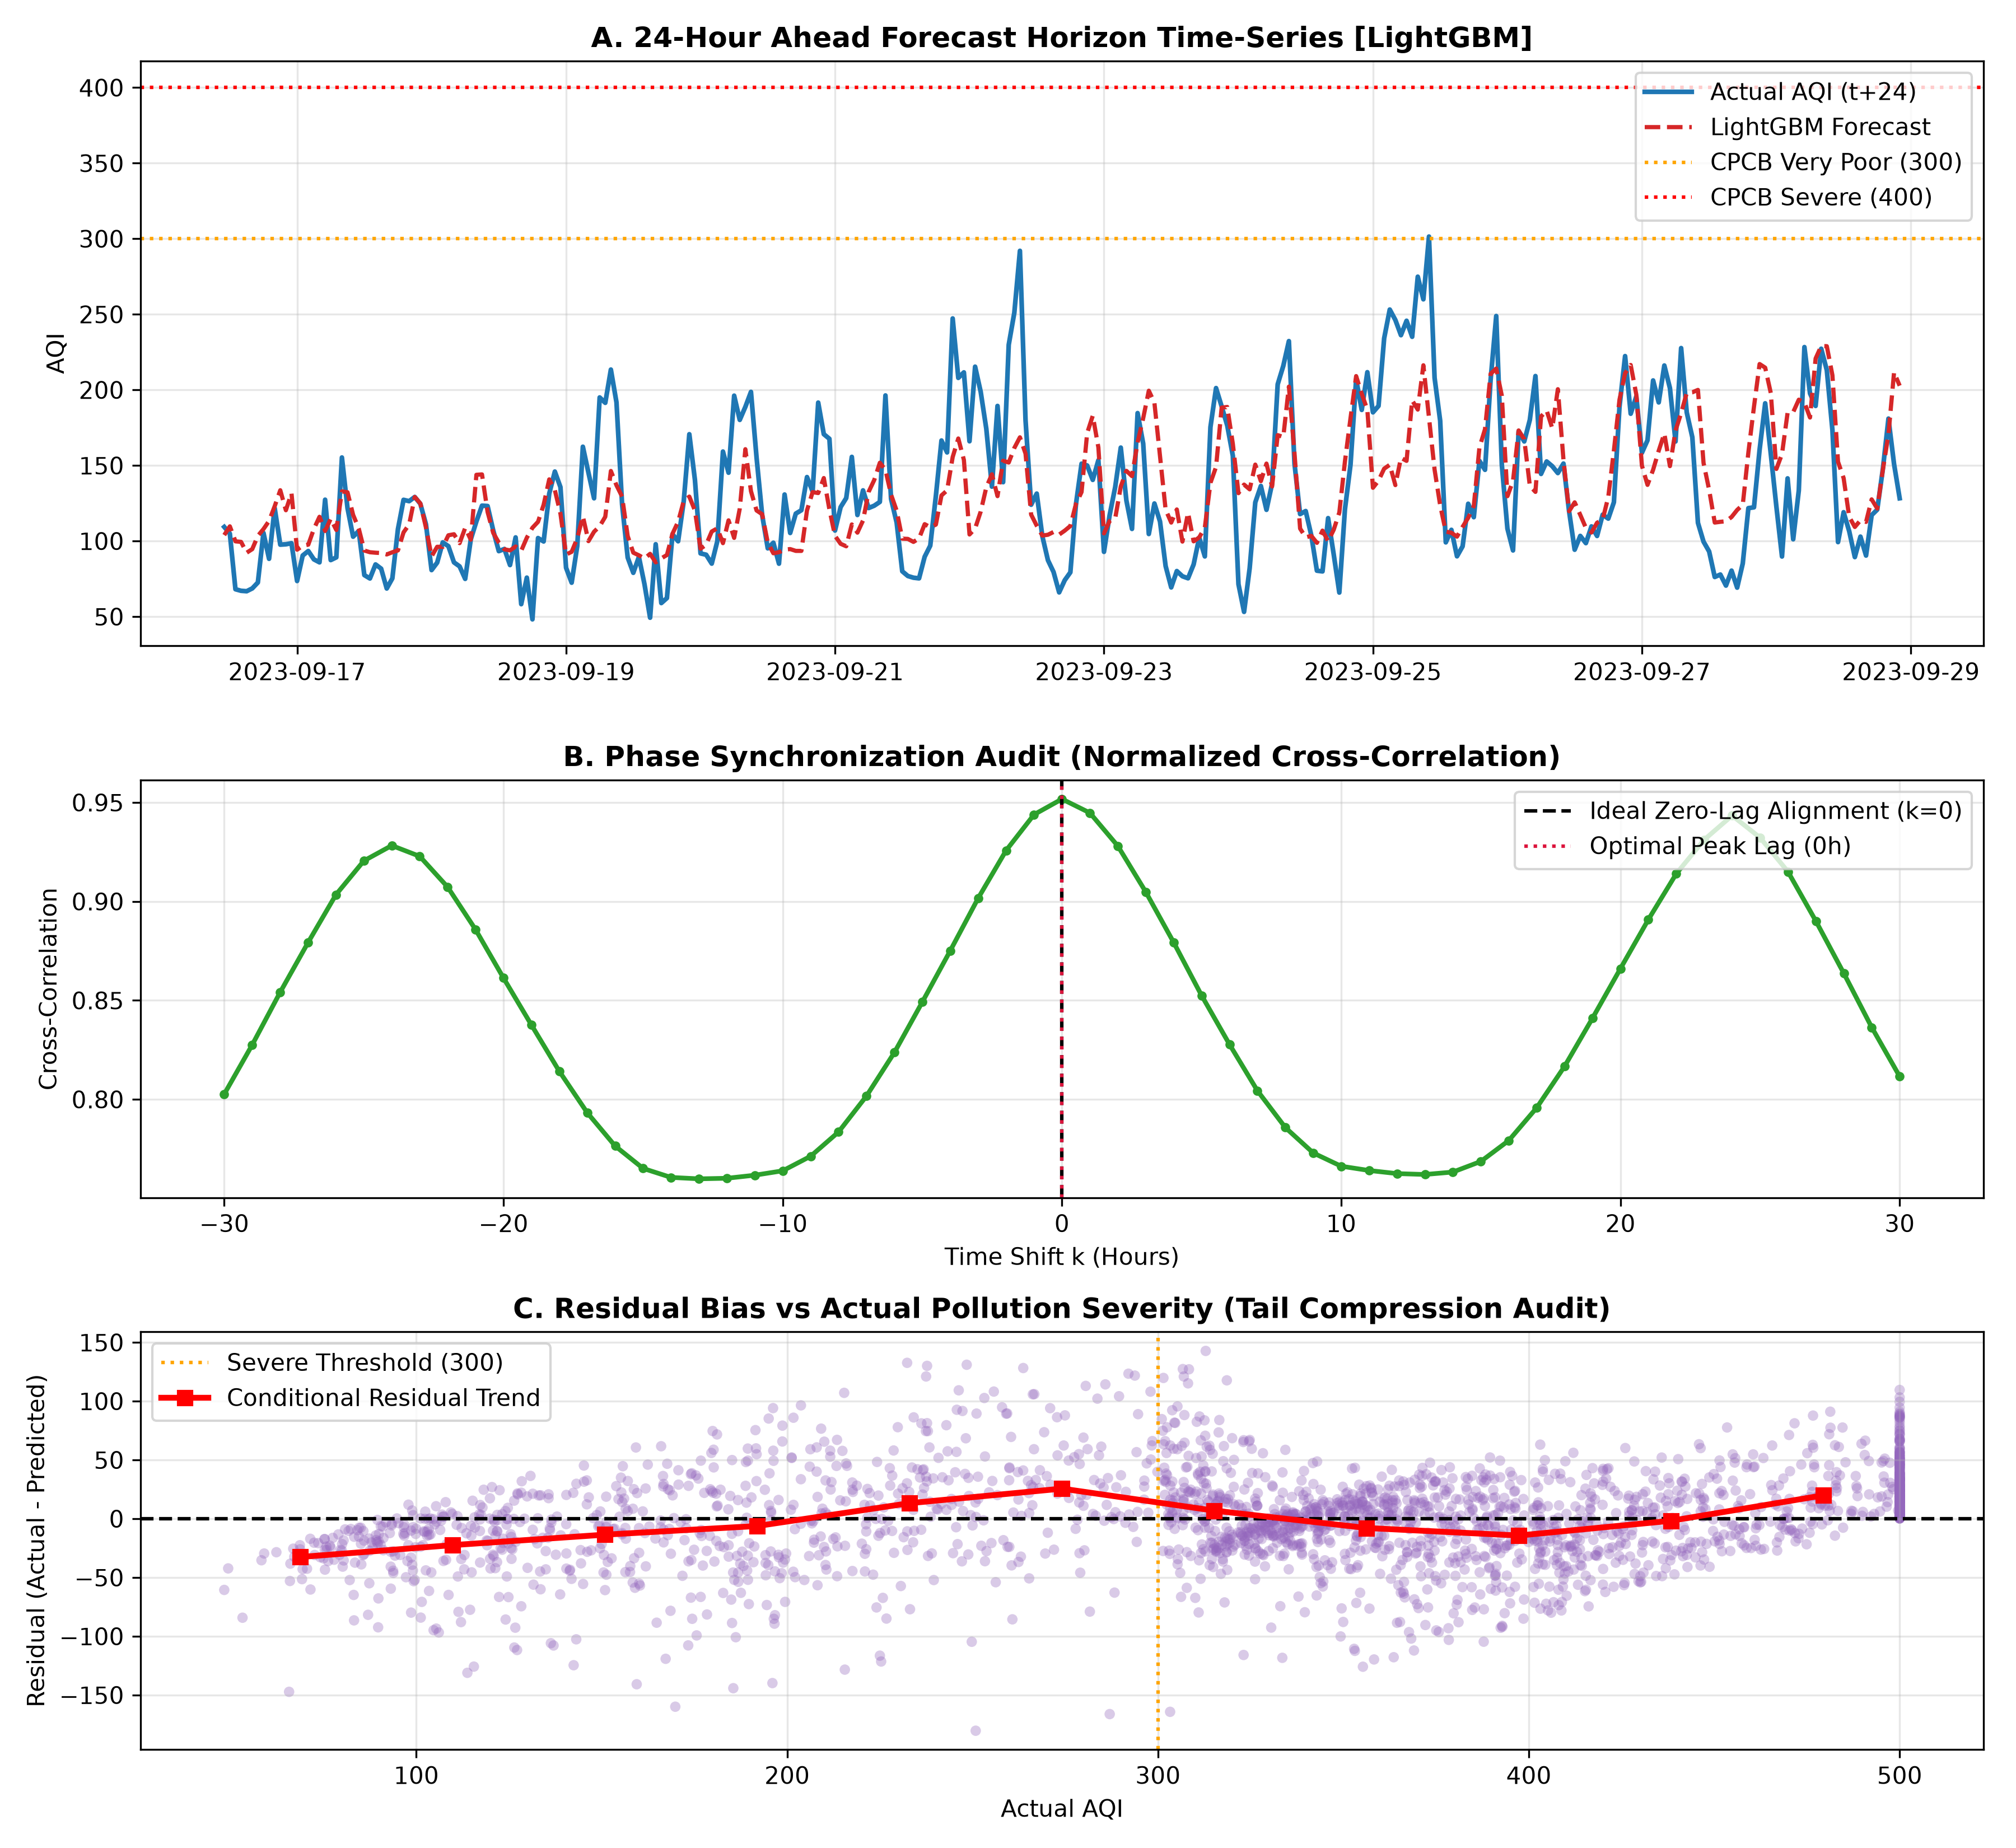 A. 24-Hour Ahead Forecast Horizon Time-Series [LightGBM]
AQI
400
350
300
250
200
150
100
50
Actual AQI (t+24)
LightGBM Forecast
CPCB Very Poor (300)
CPCB Severe (400)
2023-09-17 2023-09-19 2023-09-21 2023-09-23 2023-09-25 2023-09-27 2023-09-29
B. Phase Synchronization Audit (Normalized Cross-Correlation)
Cross-Correlation
0.95
0.90
0.85
0.80
Ideal Zero-Lag Alignment (k=0)
Optimal Peak Lag (0h)
−30 −20 −10 0 10 20 30
Time Shift k (Hours)
C. Residual Bias vs Actual Pollution Severity (Tail Compression Audit)
Residual (Actual - Predicted)
150
100
50
0
−50
−100
−150
Severe Threshold (300)
Conditional Residual Trend
100 200 300 400 500
Actual AQI